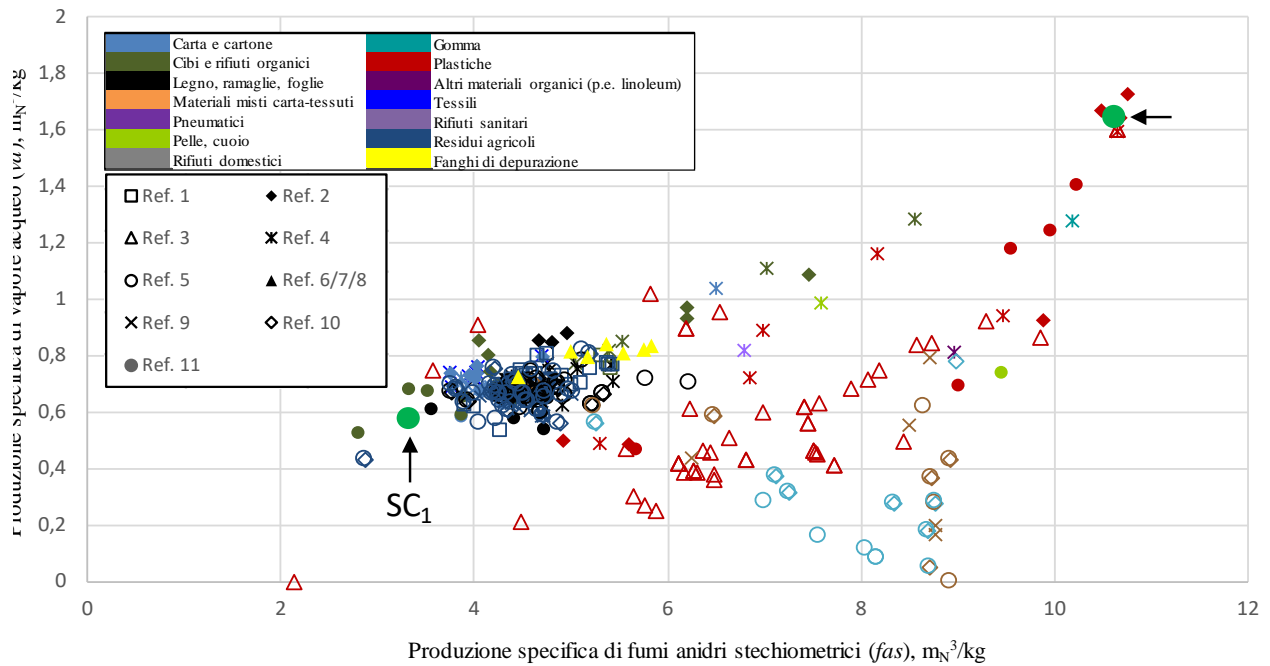 2
1,8
1,6
1,4
1,2
1
0,8
0,6
0,4
0,2
0
Produzione specifica di vapore acqueo (va), mN3/kg
Carta e cartone
Cibi e rifiuti organici
Legno, ramaglie, foglie
Materiali misti carta-tessuti
Pneumatici
Pelle, cuoio
Rifiuti domestici
Gomma
Plastiche
Altri materiali organici (p.e. linoleum)
Tessili
Rifiuti sanitari
Residui agricoli
Fanghi di depurazione
Ref. 1 Ref. 2
Ref. 3 Ref. 4
Ref. 5 Ref. 6/7/8
Ref. 9 Ref. 10
Ref. 11
SC1
0 2 4 6 8 10 12
Produzione specifica di fumi anidri stechiometrici (fas), mN3/kg